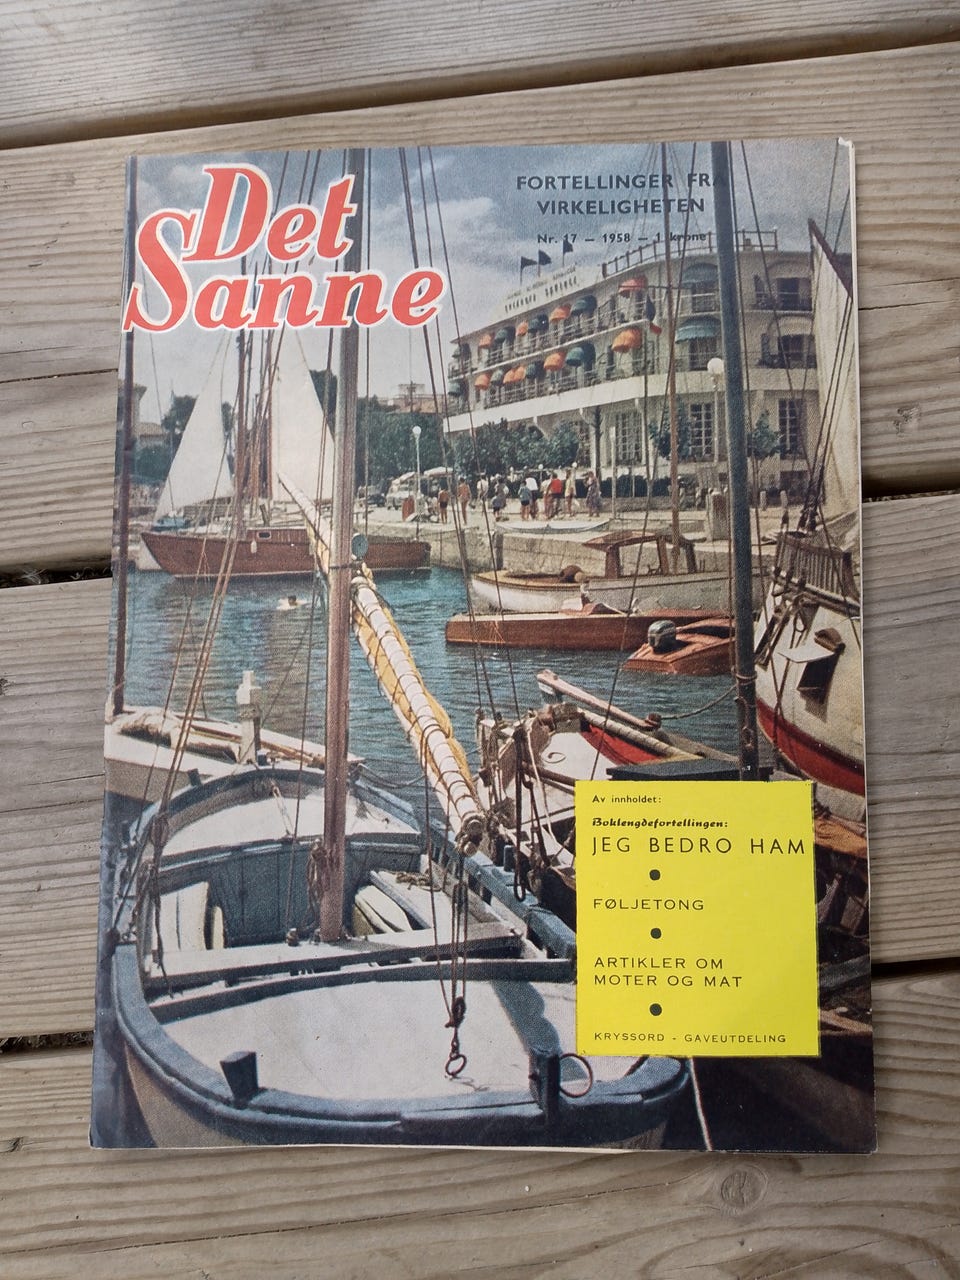 Det
Sanne
FORTELLINGER FRA
VIRKELIGHETEN
Nr. 17 — 1958 — 1 krone
Av innholdet:
Boklengdefortellingen:
JEG BEDRO HAM
FØLJETONG
ARTIKLER OM
MOTER OG MAT
KRYSSORD - GAVEUTDELING